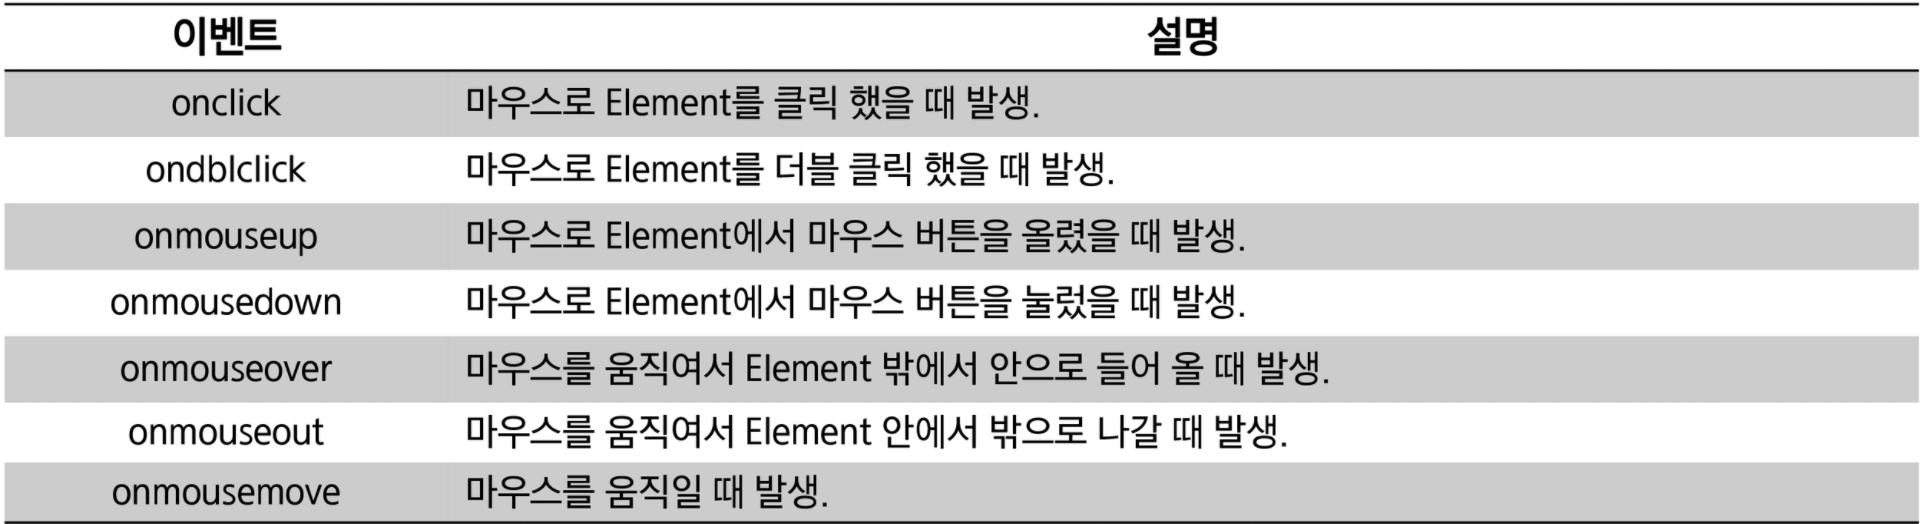 이벤트 설명
onclick 마우스로 Element를 클릭 했을 때 발생.
ondblclick 마우스로 Element를 더블 클릭 했을 때 발생.
onmouseup 마우스로 Element에서 마우스 버튼을 올렸을 때 발생.
onmousedown 마우스로 Element에서 마우스 버튼을 눌렀을 때 발생.
onmouseover 마우스를 움직여서 Element 밖에서 안으로 들어 올 때 발생.
onmouseout 마우스를 움직여서 Element 안에서 밖으로 나갈 때 발생.
onmousemove 마우스를 움직일 때 발생.